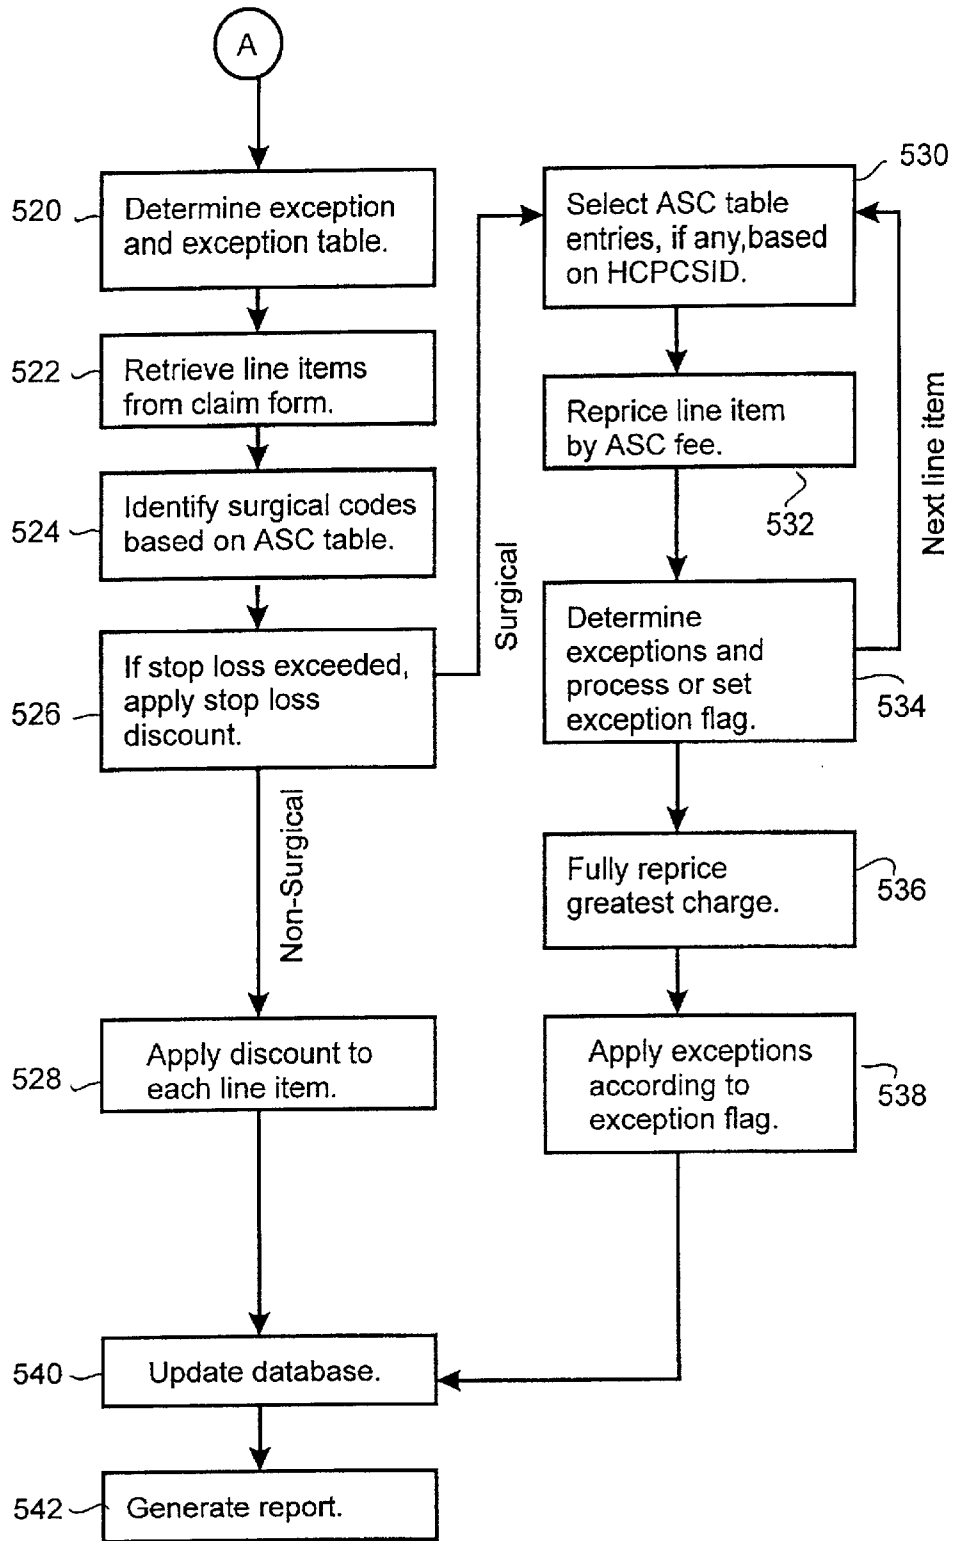 A
520
Determine exception
and exception table.
522
Retrieve line items
from claim form.
524
Identify surgical codes
based on ASC table.
526
If stop loss exceeded,
apply stop loss
discount.
Surgical
Non-Surgical
528
Apply discount to
each line item.
530
Select ASC table
entries, if any,based
on HCPCSID.
Reprice line item
by ASC fee.
532
Next line item
Determine
exceptions and
process or set
exception flag.
534
Fully reprice
greatest charge.
536
Apply exceptions
according to
exception flag.
538
540
Update database.
542
Generate report.